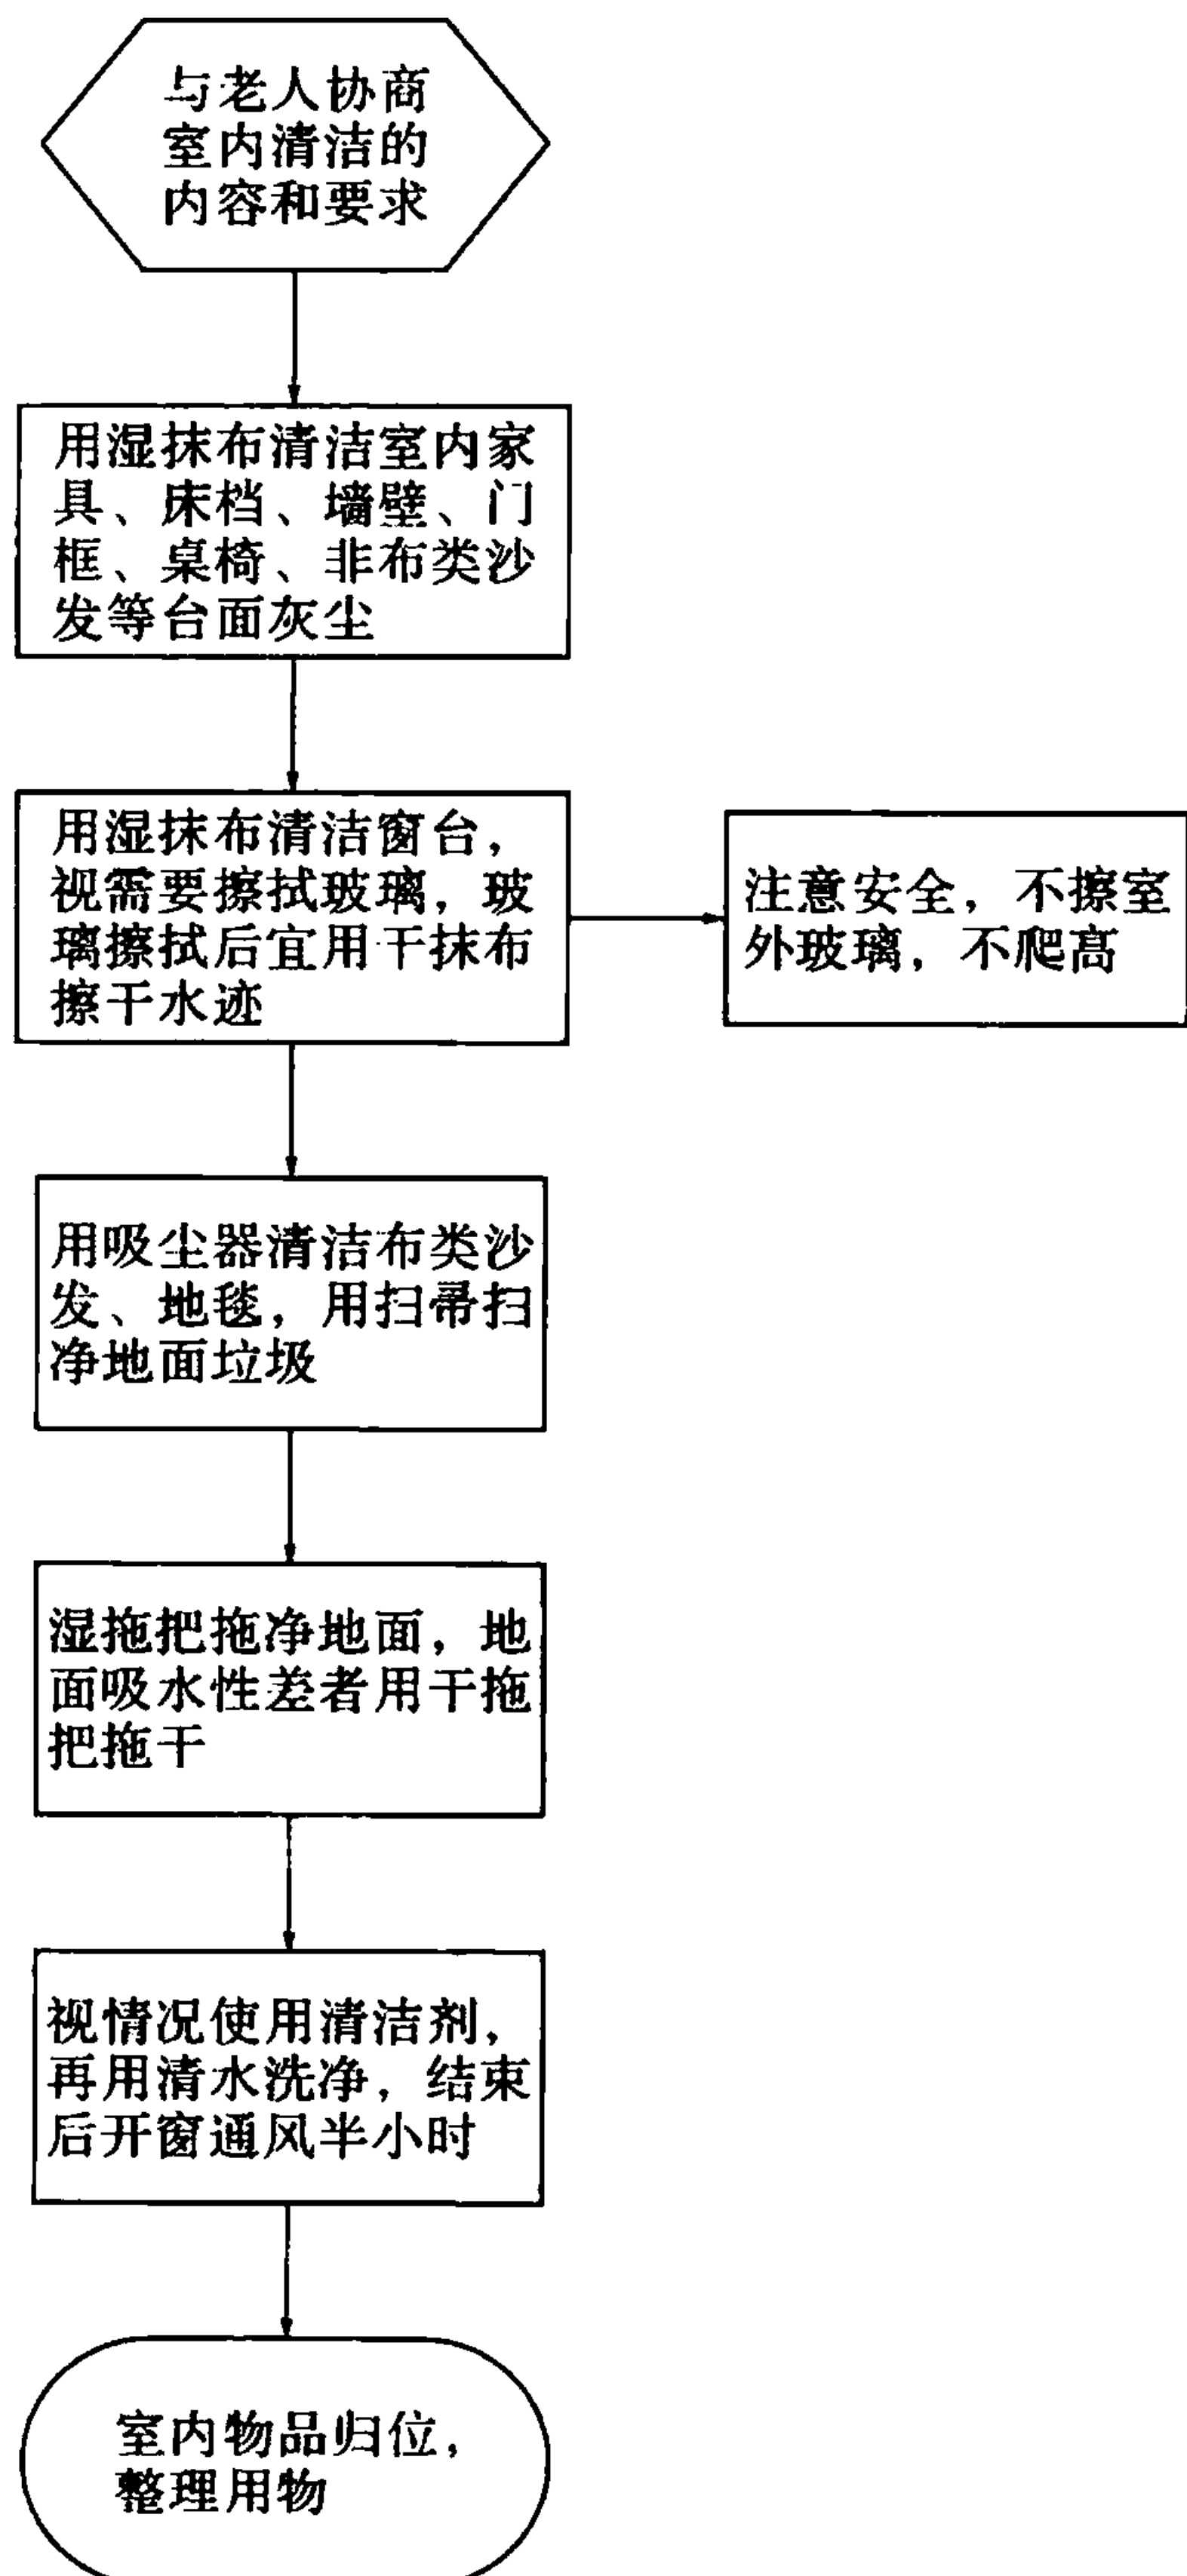 与老人协商
室内清洁的
内容和要求
用湿抹布清洁室内家
具、床档、墙壁、门
框、桌椅、非布类沙
发等台面灰尘
用湿抹布清洁窗台，
视需要擦拭玻璃，玻
璃擦拭后宜用干抹布
擦干水迹
注意安全，不擦室
外玻璃，不爬高
用吸尘器清洁布类沙
发、地毯，用扫帚扫
净地面垃圾
湿拖把拖净地面，地
面吸水性差者用干拖
把拖干
视情况使用清洁剂，
再用清水洗净，结束
后开窗通风半小时
室内物品归位，
整理用物